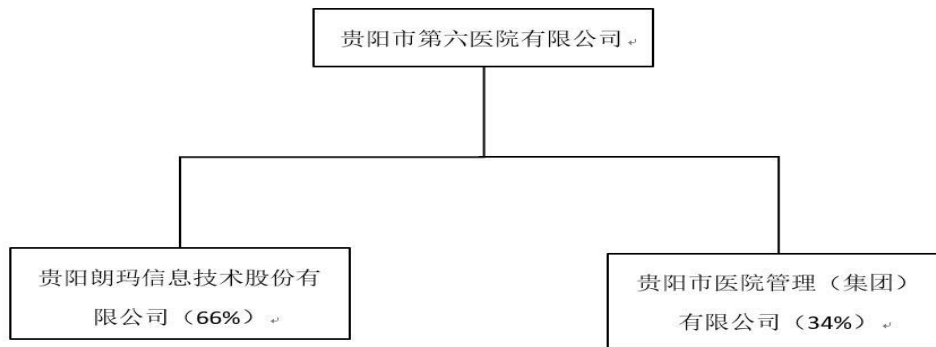 贵阳市第六医院有限公司
贵阳朗玛信息技术股份有
限公司（66%）
贵阳市医院管理（集团）
有限公司（34%）